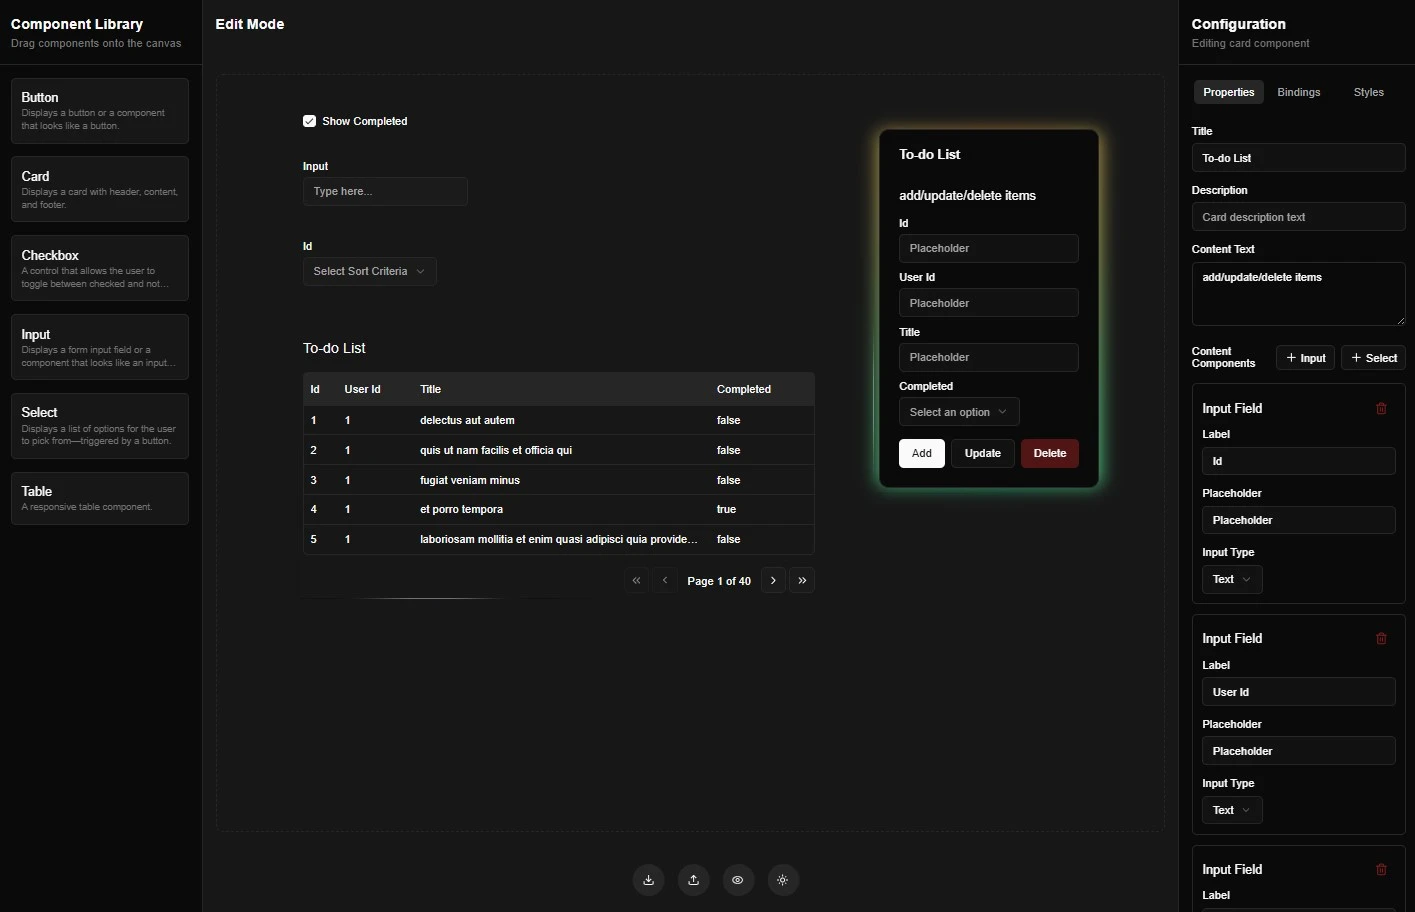 Component Library
Drag components onto the canvas
Button
Displays a button or a component
that looks like a button.
Card
Displays a card with header, content,
and footer.
Checkbox
A control that allows the user to
toggle between checked and not...
Input
Displays a form input field or a
component that looks like an input...
Select
Displays a list of options for the user
to pick from—triggered by a button.
Table
A responsive table component.
Edit Mode
Show Completed
Input
Type here...
Id
Select Sort Criteria
To-do List
Id User Id Title Completed
1 1 delectus aut autem false
2 1 quis ut nam facilis et officia qui false
3 1 fugiat veniam minus false
4 1 et porro tempora true
5 1 laboriosam mollitia et enim quasi adipisci quia provide... false
Page 1 of 40
To-do List
add/update/delete items
Id
Placeholder
User Id
Placeholder
Title
Placeholder
Completed
Select an option
Add Update Delete
Configuration
Editing card component
Properties Bindings Styles
Title
To-do List
Description
Card description text
Content Text
add/update/delete items
Content
Components
+ Input + Select
Input Field
Label
Id
Placeholder
Placeholder
Input Type
Text
Input Field
Label
User Id
Placeholder
Placeholder
Input Type
Text
Input Field
Label